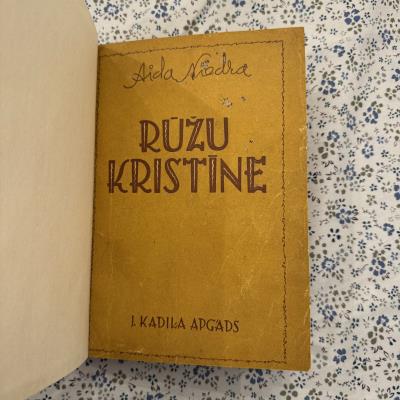 Aida Niedra
RŪŽU
KRISTĪNE
J. KADIĻA APGĀDS